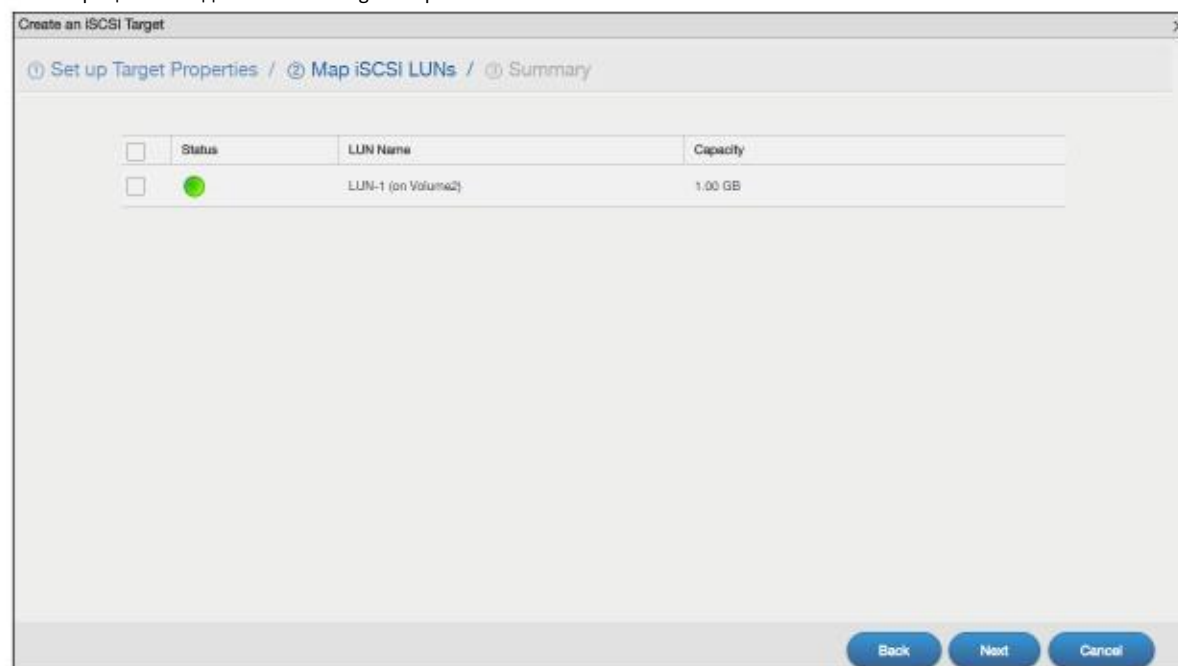 Create an iSCSI Target
① Set up Target Properties / ② Map iSCSI LUNs / ③ Summary
Status LUN Name Capacity
LUN-1 (on Volume2) 1.00 GB
Back Next Cancel